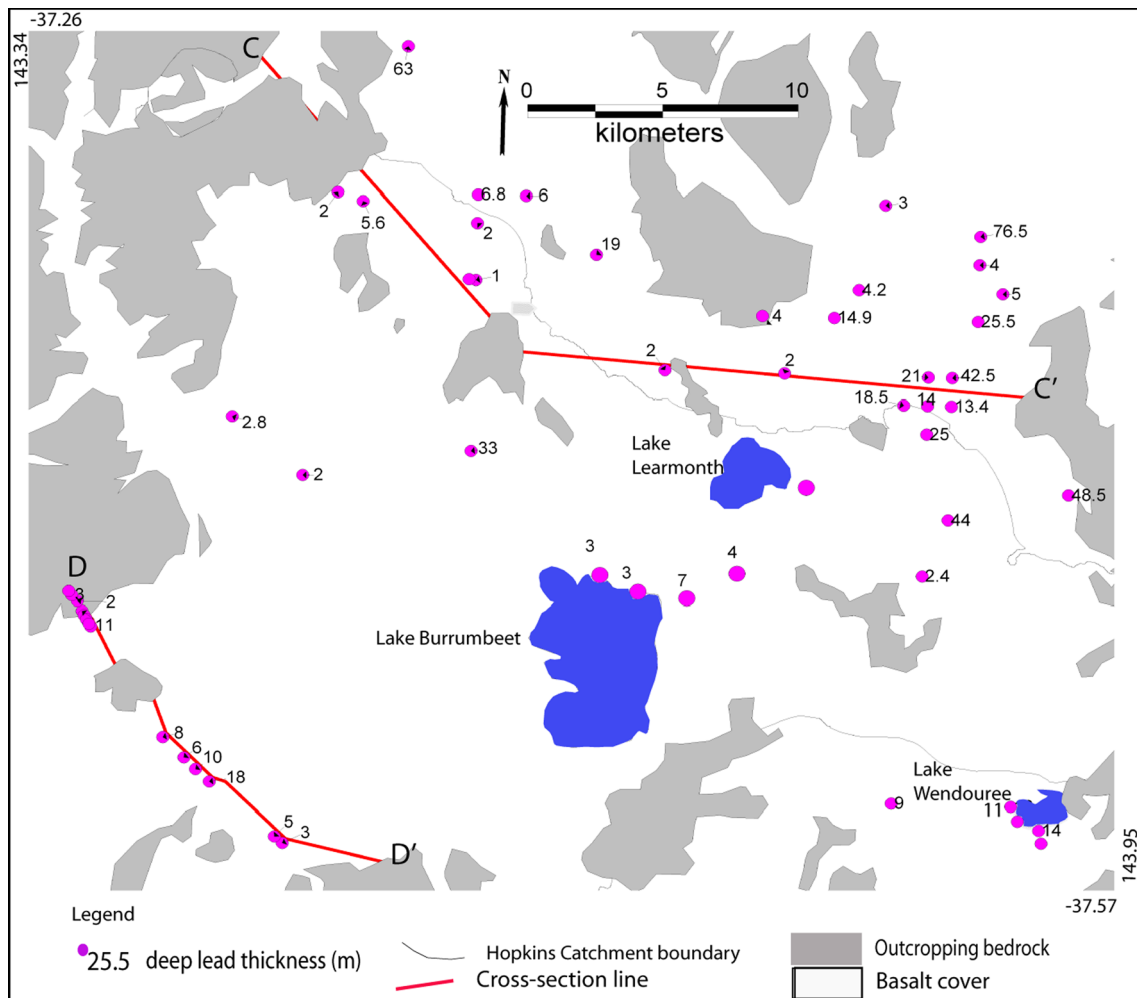 -37.26
143.34
C
63
N
0 5 10
kilometers
2
5.6
6.8
6
2
19
3
76.5
4
5
1
4.2
4
14.9
25.5
2
2
21
42.5
C'
18.5
14
13.4
2.8
25
33
Lake
Learmonth
2
48.5
44
3
4
2.4
D
3
3
7
2
11
Lake Burrumbeet
8
6
10
18
Lake
Wendouree
9
11
14
5
3
D'
143.95
-37.57
Legend
25.5 deep lead thickness (m)
Hopkins Catchment boundary
Cross-section line
Outcropping bedrock
Basalt cover